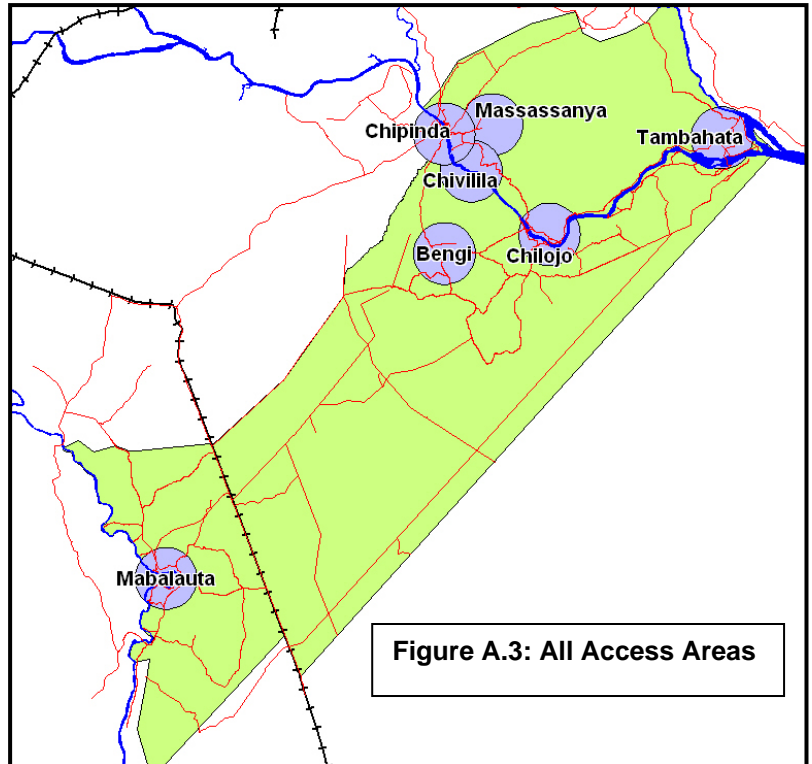 Massassanya
Chipinda
Tambahata
Chivilila
Bengi
Chilojo
Mabalauta
Figure A.3: All Access Areas